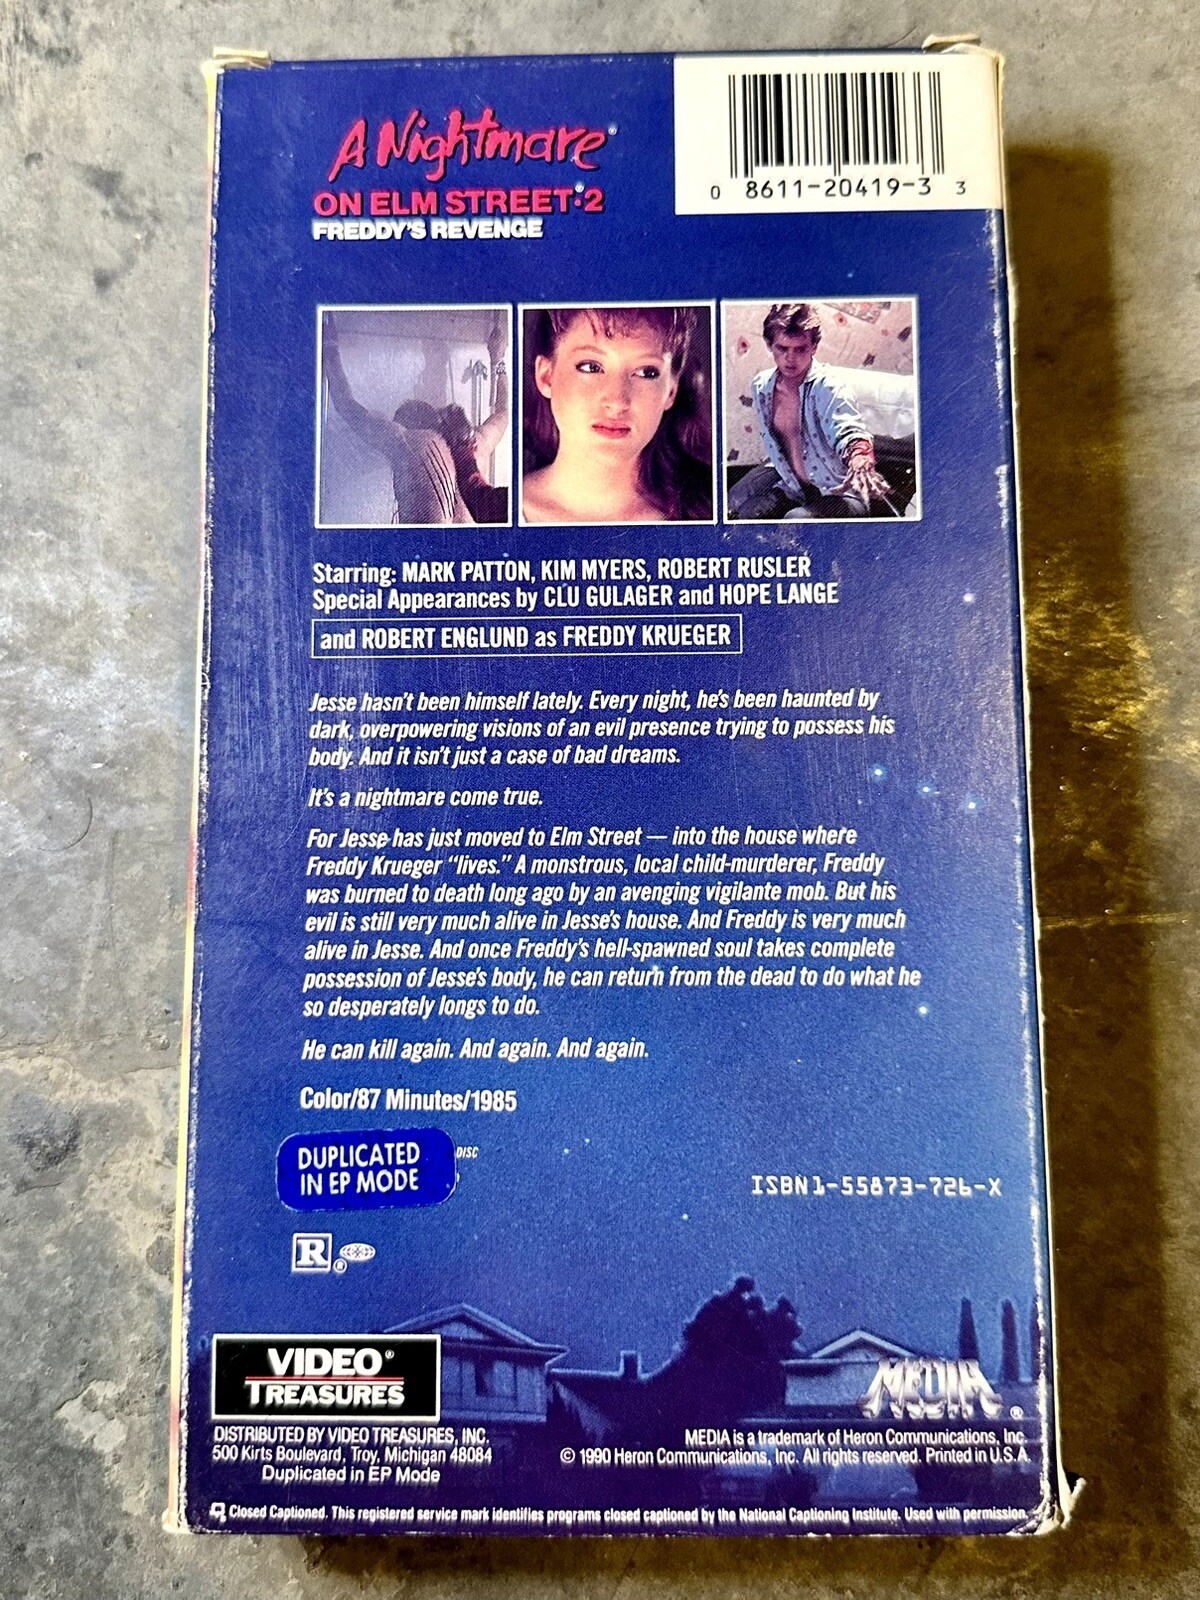 A Nightmare®
ON ELM STREET®:2
FREDDY'S REVENGE
0 8611-20419-3 3
Starring: MARK PATTON, KIM MYERS, ROBERT RUSLER
Special Appearances by CLU GULAGER and HOPE LANGE
and ROBERT ENGLUND as FREDDY KRUEGER
Jesse hasn't been himself lately. Every night, he's been haunted by
dark, overpowering visions of an evil presence trying to possess his
body. And it isn't just a case of bad dreams.
It's a nightmare come true.
For Jesse has just moved to Elm Street — into the house where
Freddy Krueger "lives." A monstrous, local child-murderer, Freddy
was burned to death long ago by an avenging vigilante mob. But his
evil is still very much alive in Jesse's house. And Freddy is very much
alive in Jesse. And once Freddy's hell-spawned soul takes complete
possession of Jesse's body, he can return from the dead to do what he
so desperately longs to do.
He can kill again. And again. And again.
Color/87 Minutes/1985
DUPLICATED
IN EP MODE
DISC
ISBN 1-55873-726-X
R ®
VIDEO®
TREASURES
MEDIA ®
DISTRIBUTED BY VIDEO TREASURES, INC.
500 Kirts Boulevard, Troy, Michigan 48084
Duplicated in EP Mode
MEDIA is a trademark of Heron Communications, Inc.
© 1990 Heron Communications, Inc. All rights reserved. Printed in U.S.A.
Closed Captioned. This registered service mark identifies programs closed captioned by the National Captioning Institute. Used with permission.